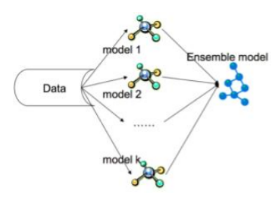 model 1
Ensemble model
Data
model 2
......
model k